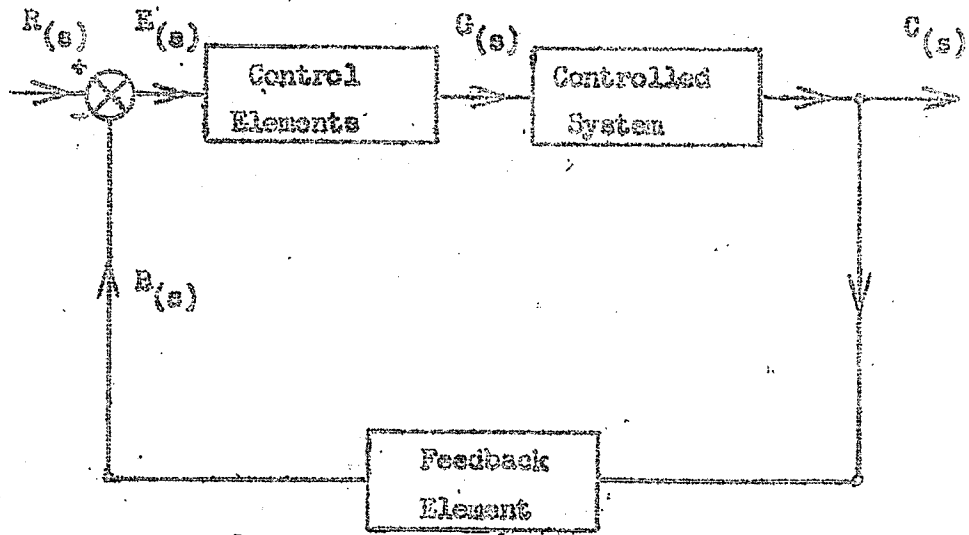 R(s) E(s) G(s) C(s)
+
-
Control
Elements
Controlled
System
B(s)
Feedback
Element